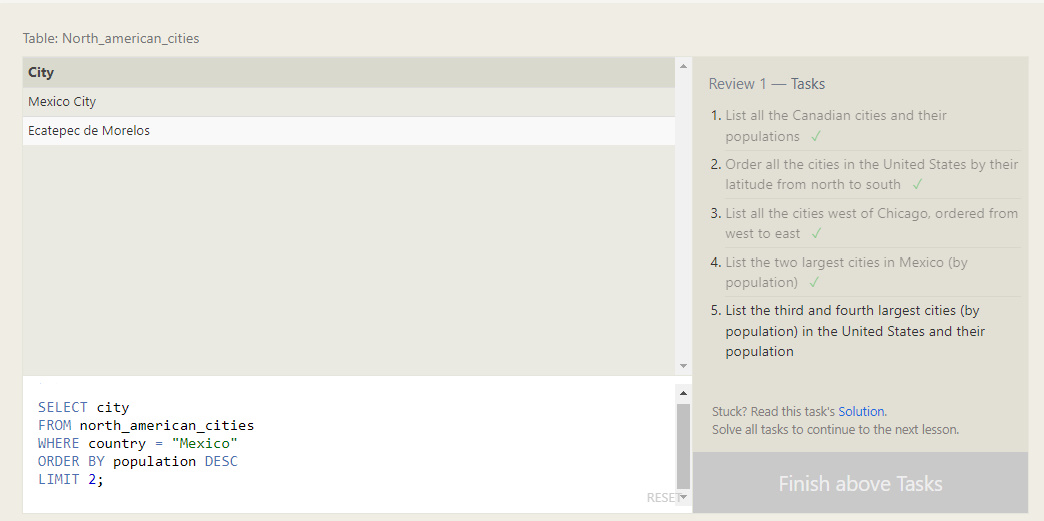 Table: North_american_cities
City
Mexico City
Ecatepec de Morelos
SELECT city
FROM north_american_cities
WHERE country = "Mexico"
ORDER BY population DESC
LIMIT 2;
RESET
Review 1 — Tasks
1. List all the Canadian cities and their
populations ✓
2. Order all the cities in the United States by their
latitude from north to south ✓
3. List all the cities west of Chicago, ordered from
west to east ✓
4. List the two largest cities in Mexico (by
population) ✓
5. List the third and fourth largest cities (by
population) in the United States and their
population
Stuck? Read this task's Solution.
Solve all tasks to continue to the next lesson.
Finish above Tasks